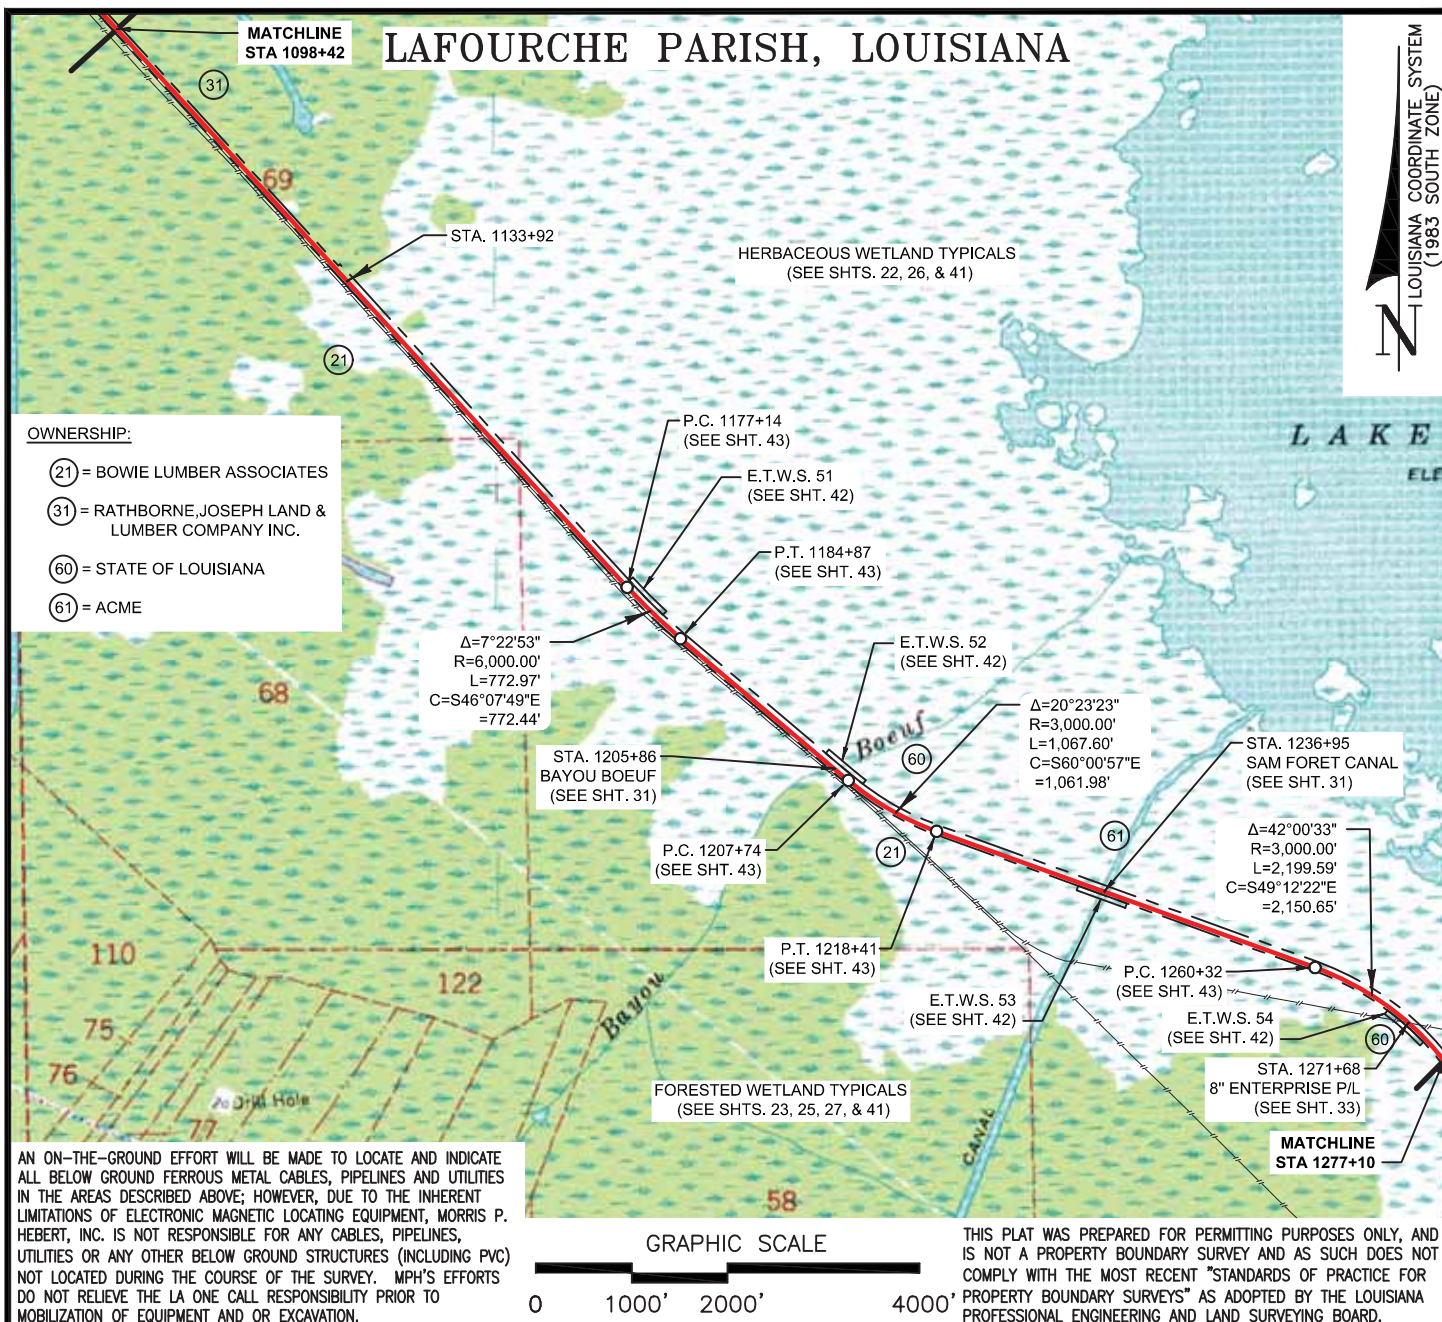 MATCHLINE
STA 1098+42
LAFOURCHE PARISH, LOUISIANA
LOUISIANA COORDINATE SYSTEM
(1983 SOUTH ZONE)
N
31
69
STA. 1133+92
HERBACEOUS WETLAND TYPICALS
(SEE SHTS. 22, 26, & 41)
21
OWNERSHIP:
21 = BOWIE LUMBER ASSOCIATES
31 = RATHBORNE,JOSEPH LAND &
LUMBER COMPANY INC.
60 = STATE OF LOUISIANA
61 = ACME
P.C. 1177+14
(SEE SHT. 43)
E.T.W.S. 51
(SEE SHT. 42)
P.T. 1184+87
(SEE SHT. 43)
LAKE
ELE
Δ=7°22'53"
R=6,000.00'
L=772.97'
C=S46°07'49"E
=772.44'
68
E.T.W.S. 52
(SEE SHT. 42)
Boeuf
60
Δ=20°23'23"
R=3,000.00'
L=1,067.60'
C=S60°00'57"E
=1,061.98'
STA. 1236+95
SAM FORET CANAL
(SEE SHT. 31)
STA. 1205+86
BAYOU BOEUF
(SEE SHT. 31)
P.C. 1207+74
(SEE SHT. 43)
21
61
Δ=42°00'33"
R=3,000.00'
L=2,199.59'
C=S49°12'22"E
=2,150.65'
P.T. 1218+41
(SEE SHT. 43)
110
122
Bayou
P.C. 1260+32
(SEE SHT. 43)
E.T.W.S. 53
(SEE SHT. 42)
E.T.W.S. 54
(SEE SHT. 42)
60
75
76
Drill Hole
77
FORESTED WETLAND TYPICALS
(SEE SHTS. 23, 25, 27, & 41)
STA. 1271+68
8" ENTERPRISE P/L
(SEE SHT. 33)
CANAL
MATCHLINE
STA 1277+10
58
AN ON-THE-GROUND EFFORT WILL BE MADE TO LOCATE AND INDICATE
ALL BELOW GROUND FERROUS METAL CABLES, PIPELINES AND UTILITIES
IN THE AREAS DESCRIBED ABOVE; HOWEVER, DUE TO THE INHERENT
LIMITATIONS OF ELECTRONIC MAGNETIC LOCATING EQUIPMENT, MORRIS P.
HEBERT, INC. IS NOT RESPONSIBLE FOR ANY CABLES, PIPELINES,
UTILITIES OR ANY OTHER BELOW GROUND STRUCTURES (INCLUDING PVC)
NOT LOCATED DURING THE COURSE OF THE SURVEY. MPH'S EFFORTS
DO NOT RELIEVE THE LA ONE CALL RESPONSIBILITY PRIOR TO
MOBILIZATION OF EQUIPMENT AND OR EXCAVATION.
GRAPHIC SCALE
0 1000' 2000' 4000'
THIS PLAT WAS PREPARED FOR PERMITTING PURPOSES ONLY, AND
IS NOT A PROPERTY BOUNDARY SURVEY AND AS SUCH DOES NOT
COMPLY WITH THE MOST RECENT "STANDARDS OF PRACTICE FOR
PROPERTY BOUNDARY SURVEYS" AS ADOPTED BY THE LOUISIANA
PROFESSIONAL ENGINEERING AND LAND SURVEYING BOARD.